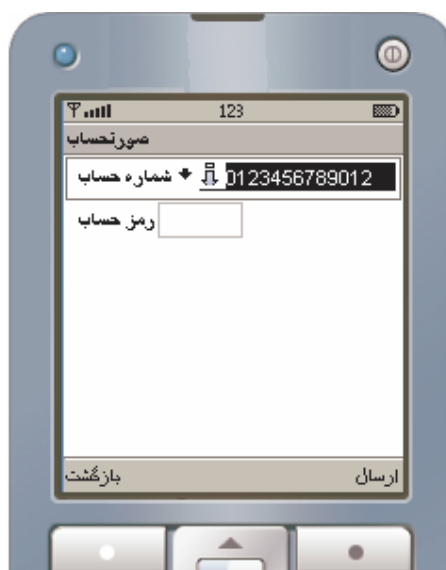 123
صورتحساب
شماره حساب 0123456789012
رمز حساب
بازگشت ارسال